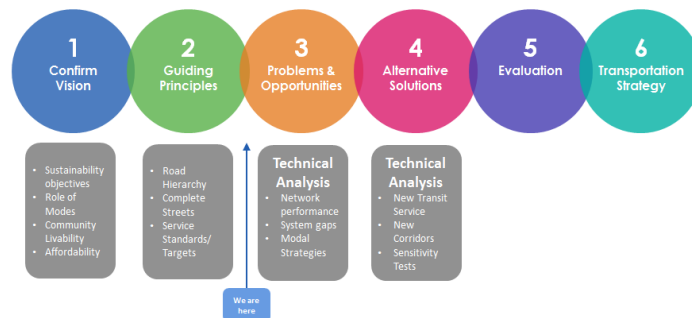 1
Confirm
Vision
2
Guiding
Principles
3
Problems &
Opportunities
4
Alternative
Solutions
5
Evaluation
6
Transportation
Strategy
• Sustainability
objectives
• Role of
Modes
• Community
Livability
• Affordability
• Road
Hierarchy
• Complete
Streets
• Service
Standards/
Targets
Technical
Analysis
• Network
performance
• System gaps
• Modal
Strategies
Technical
Analysis
• New Transit
Service
• New
Corridors
• Sensitivity
Tests
We are
here